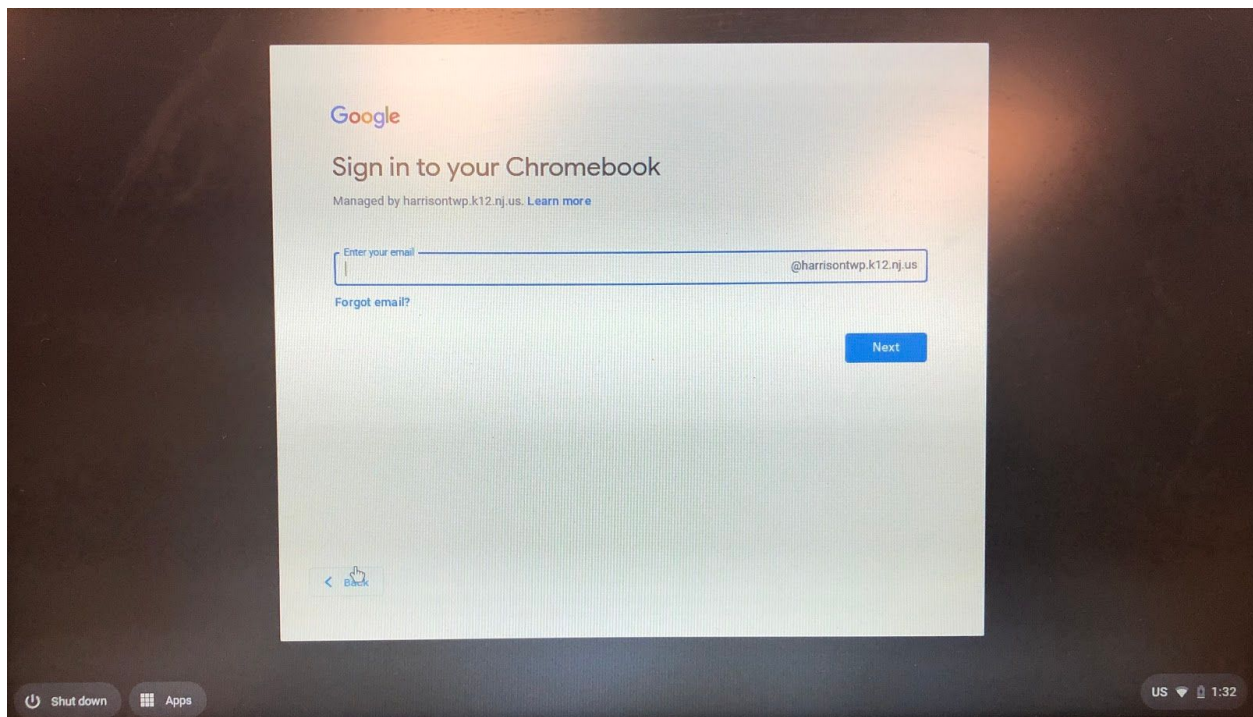 Google
Sign in to your Chromebook
Managed by harrisontwp.k12.nj.us. Learn more
Enter your email
@harrisontwp.k12.nj.us
Forgot email?
Next
Back
Shut down Apps
US 1:32